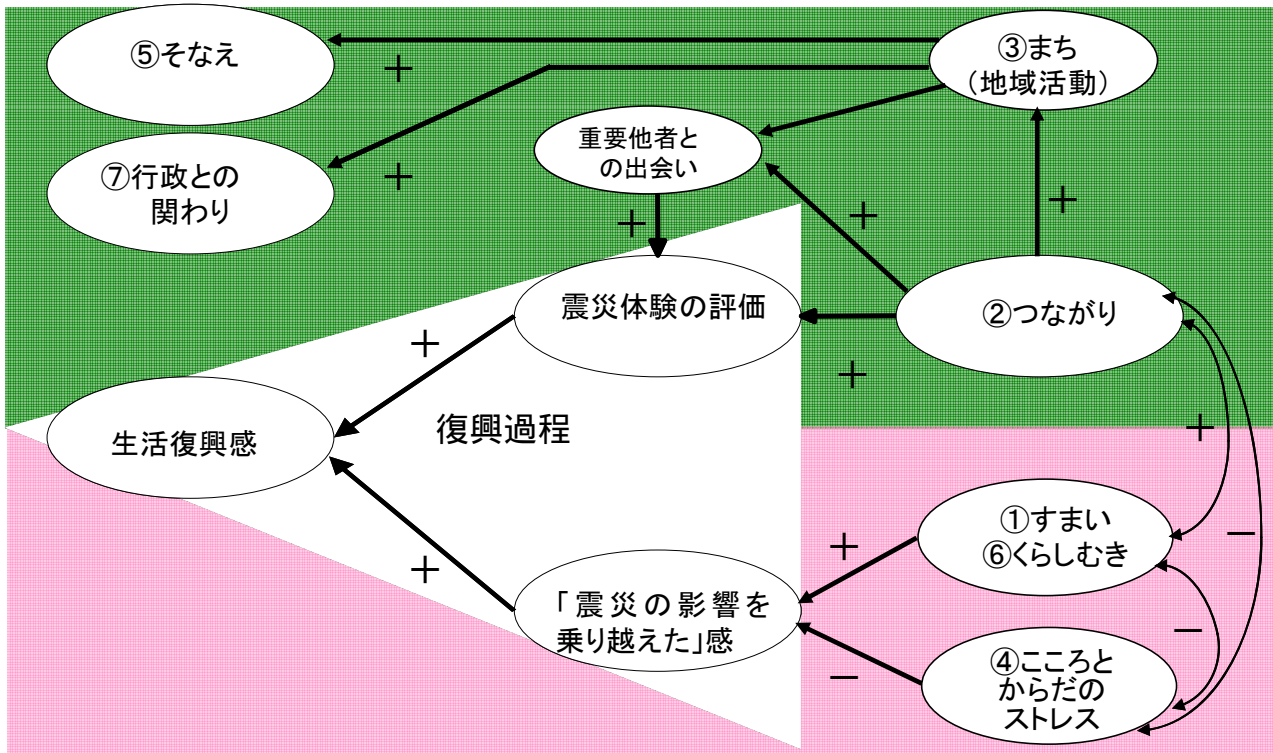 ⑤そなえ
＋
③まち
（地域活動）
重要他者と
の出会い
⑦行政との
関わり
＋
＋
＋
＋
震災体験の評価
②つながり
＋
＋
生活復興感
復興過程
＋
①すまい
⑥くらしむき
＋
－
＋
「震災の影響を
乗り越えた」感
－
－
④こころと
からだの
ストレス